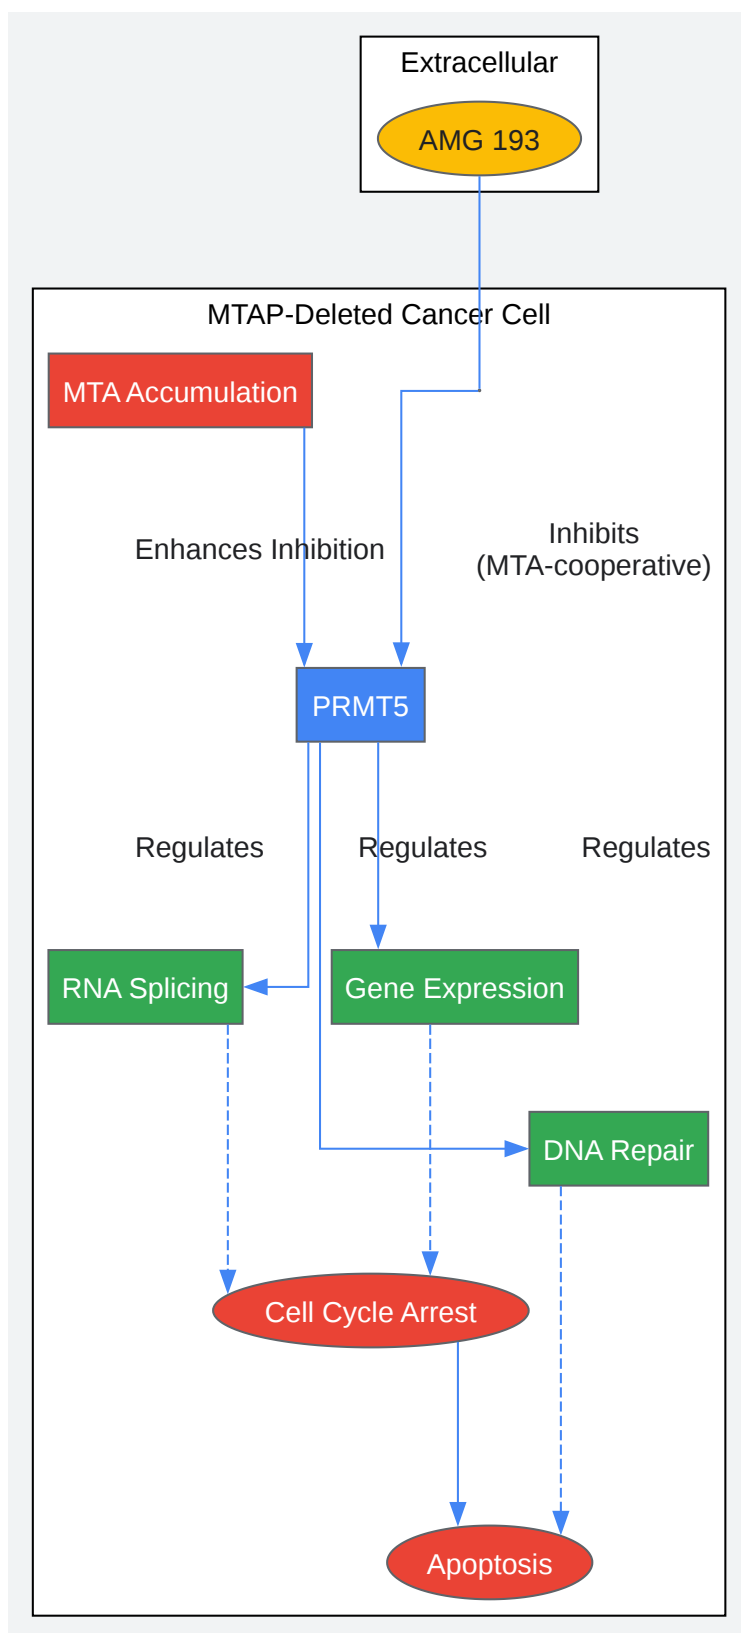 Extracellular
AMG 193
MTAP-Deleted Cancer Cell
MTA Accumulation
Enhances Inhibition
Inhibits
(MTA-cooperative)
PRMT5
Regulates
Regulates
Regulates
RNA Splicing
Gene Expression
DNA Repair
Cell Cycle Arrest
Apoptosis